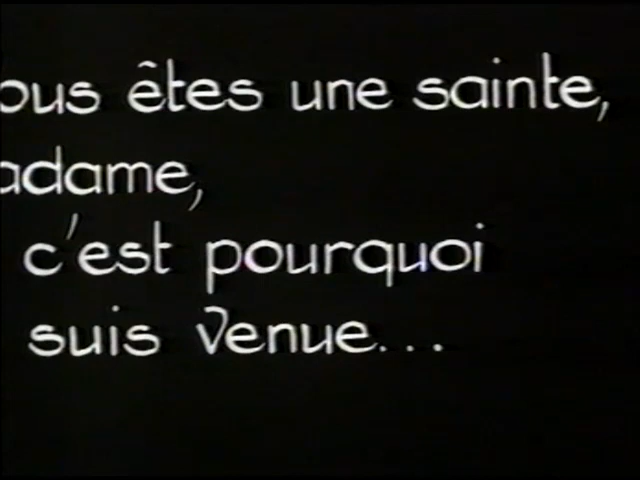 ous êtes une sainte,
adame,
c'est pourquoi
suis venue...